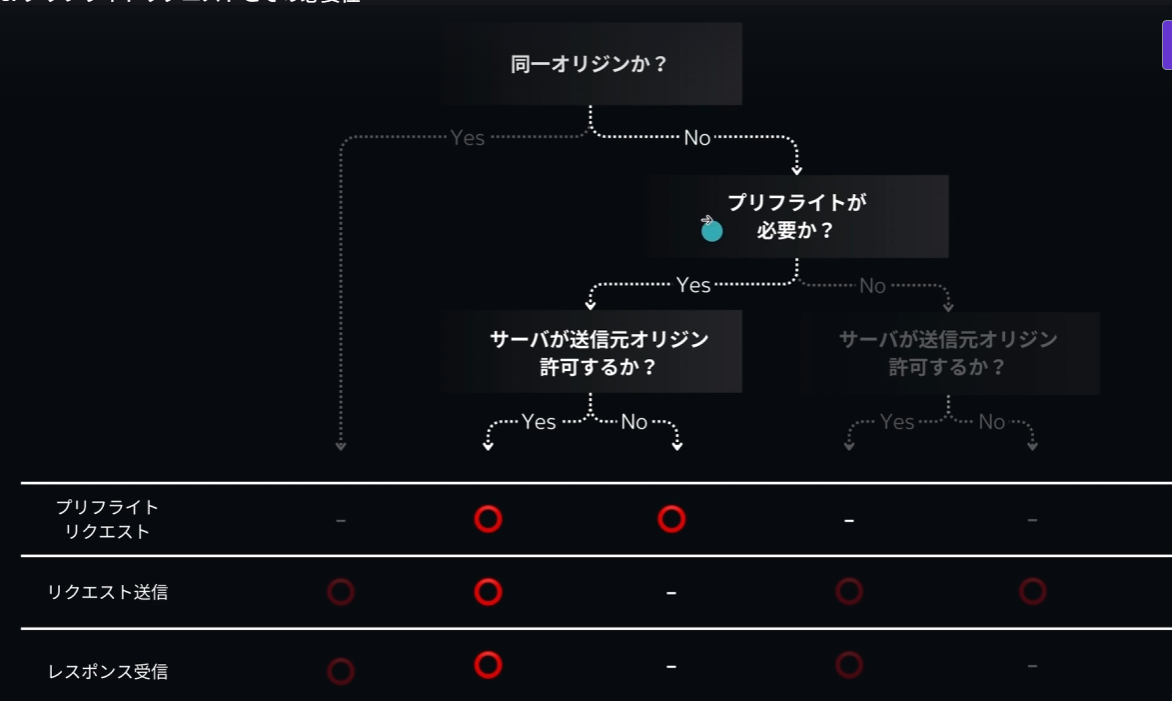 同一オリジンか？
Yes
No
プリフライトが
必要か？
Yes
No
サーバが送信元オリジン
許可するか？
サーバが送信元オリジン
許可するか？
Yes
No
Yes
No
プリフライト
リクエスト
–
–
–
リクエスト送信
–
レスポンス受信
–
–